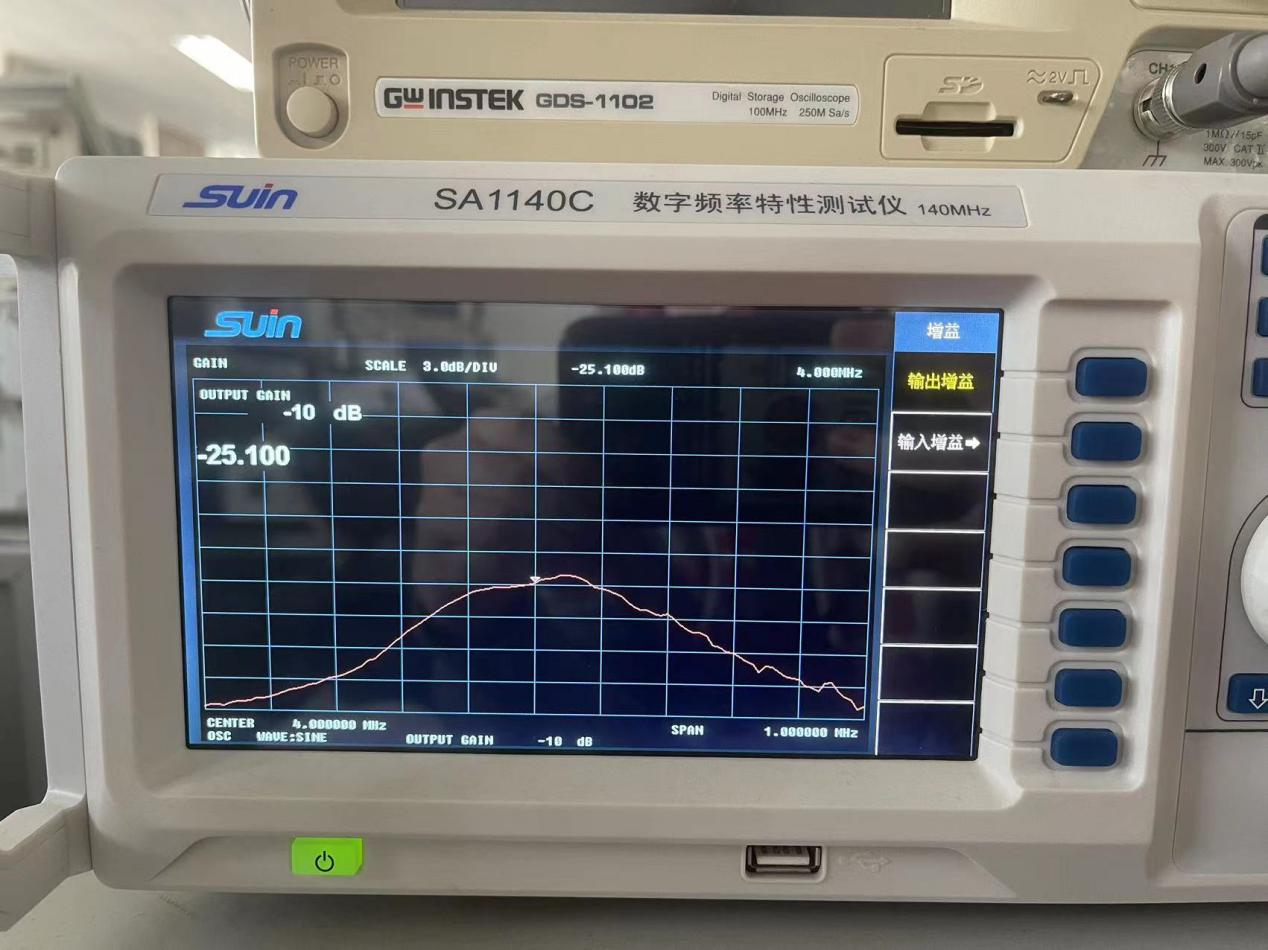 POWER
GW INSTEK GDS-1102
Digital Storage Oscilloscope
100MHz 250M Sa/s
SD
≈2V
CH
1MΩ//15pF
300V CAT II
MAX. 300Vpk
SUIN SA1140C 数字频率特性测试仪 140MHz
SUIN
增益
GAIN SCALE 3.0dB/DIV -25.100dB 4.000MHz
输出增益
OUTPUT GAIN
-10 dB
输入增益➡
-25.100
CENTER 4.000000 MHz SPAN 1.000000 MHz
OSC WAVE:SINE OUTPUT GAIN -10 dB